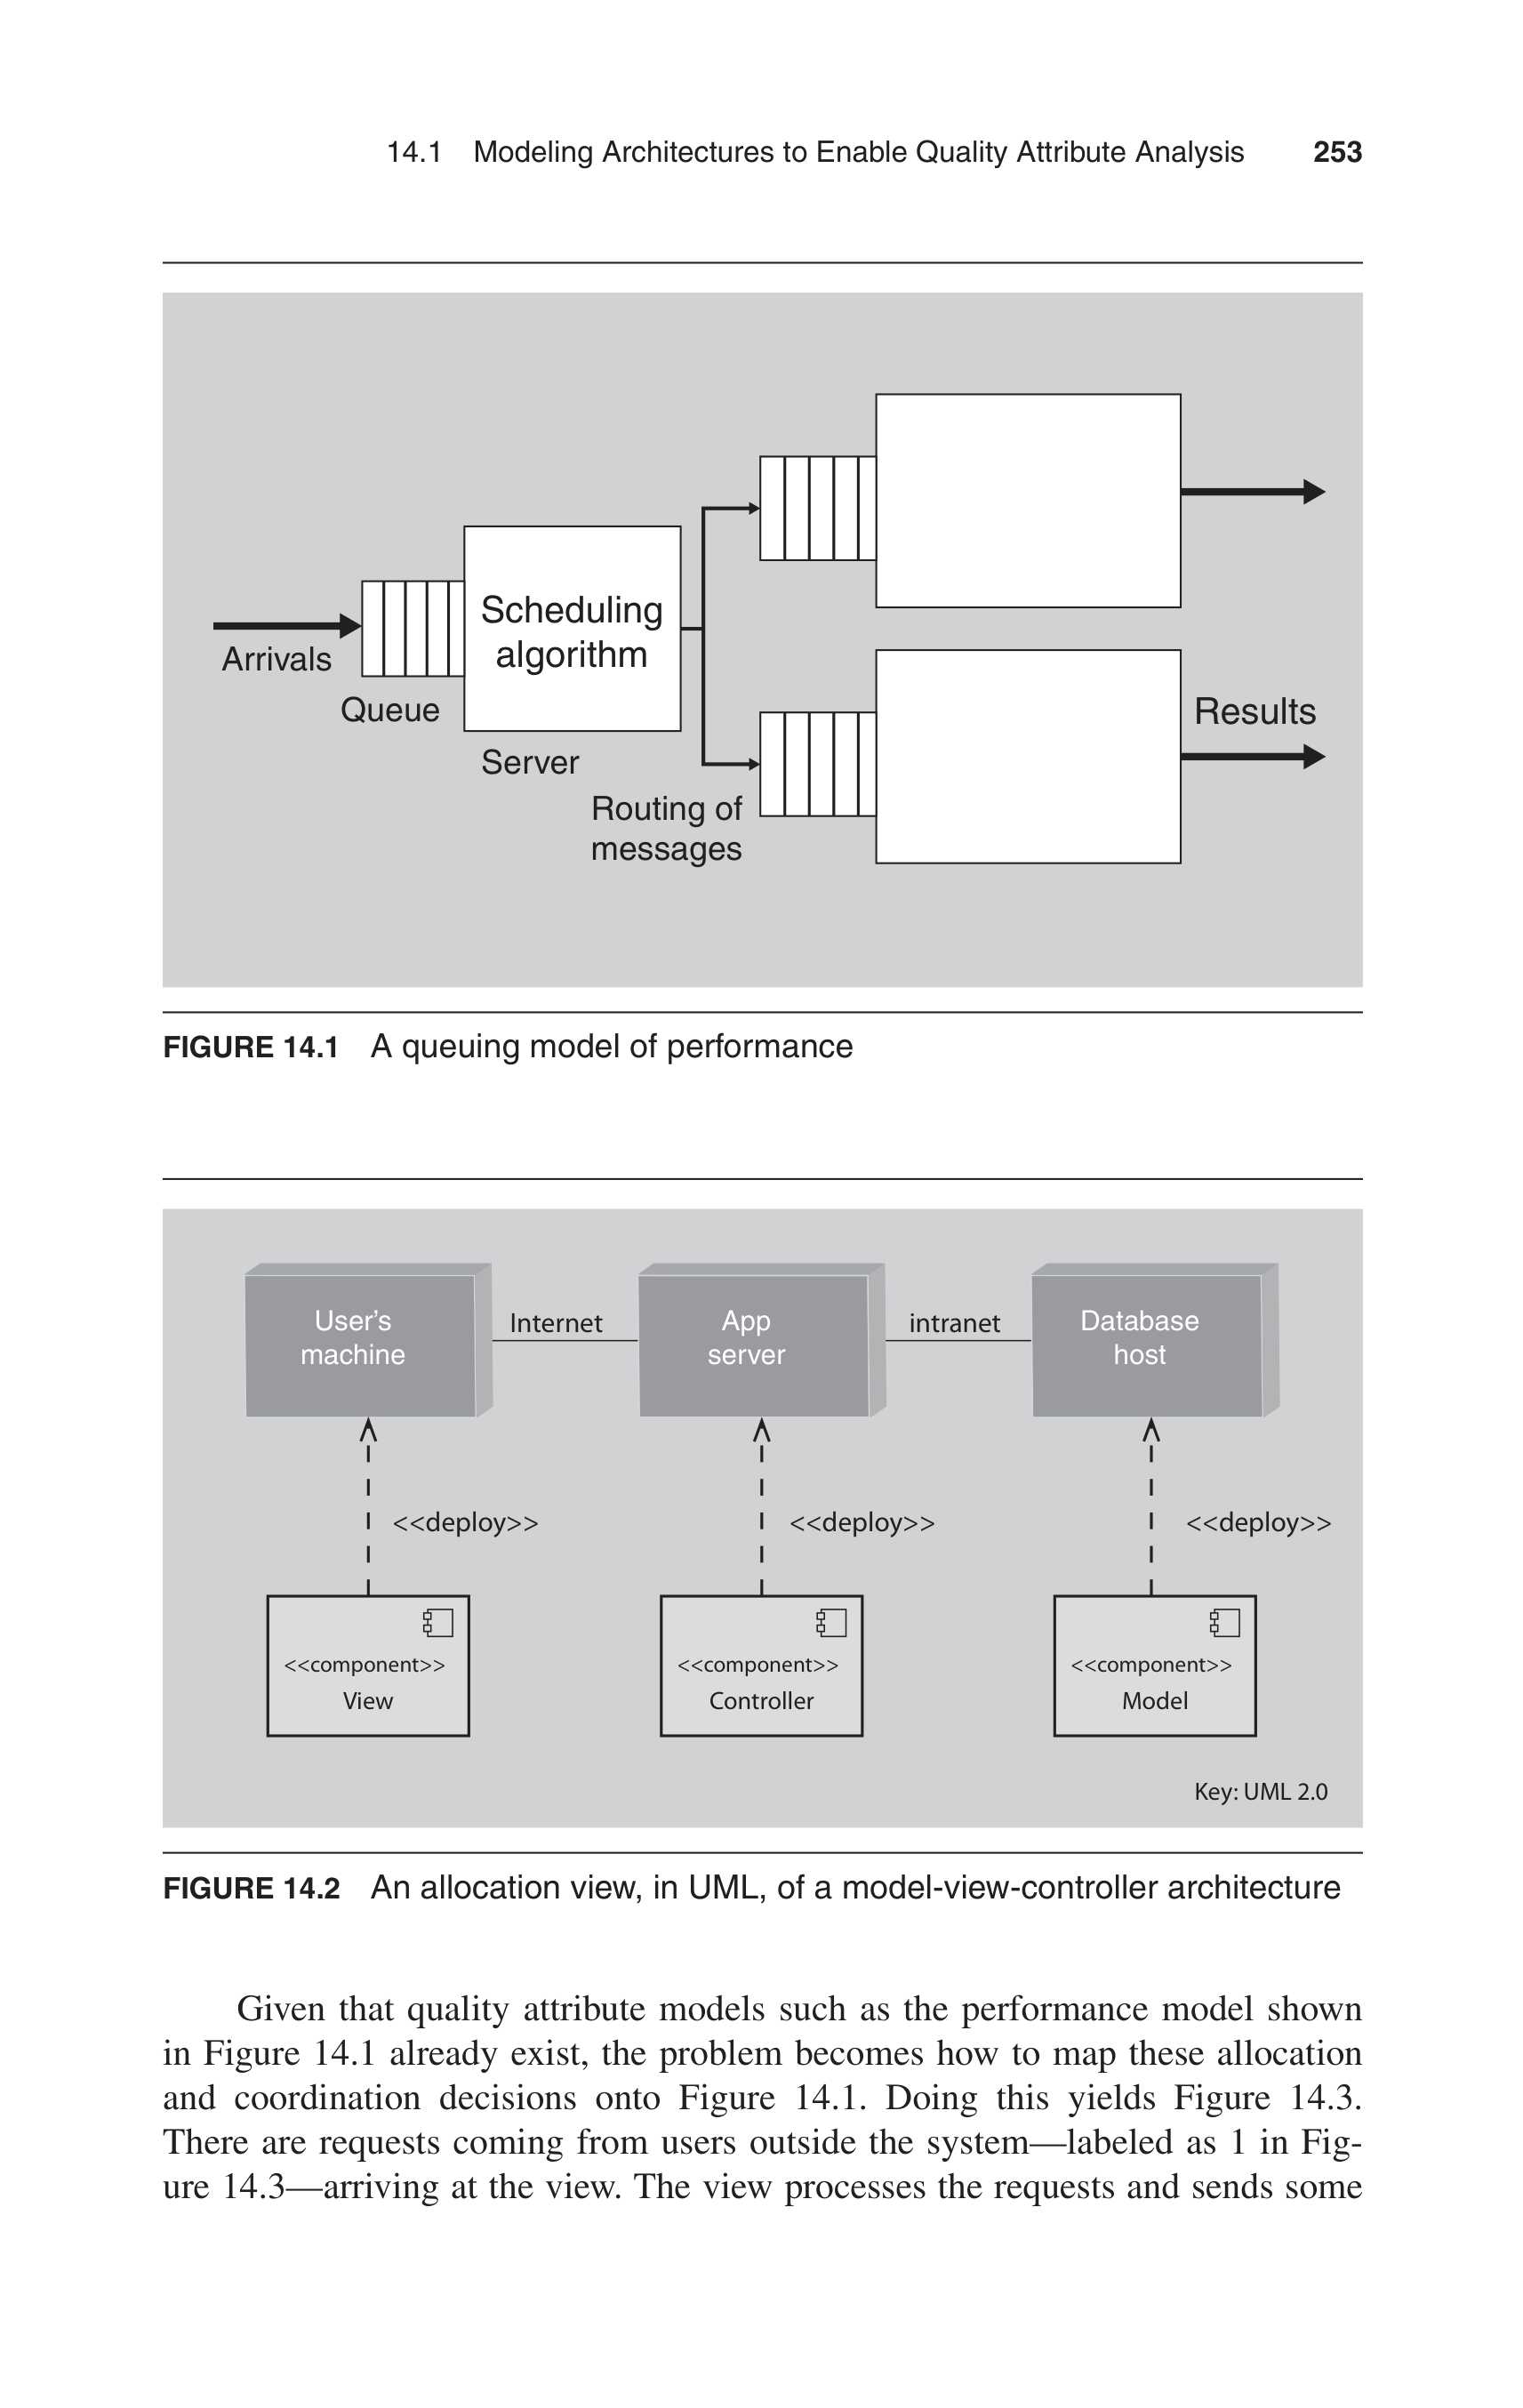 14.1 Modeling Architectures to Enable Quality Attribute Analysis 253
Scheduling
algorithm
Arrivals
Queue
Server
Routing of
messages
Results
FIGURE 14.1 A queuing model of performance
User’s
machine
Internet
App
server
intranet
Database
host
<<deploy>>
<<deploy>>
<<deploy>>
<<component>>
View
<<component>>
Controller
<<component>>
Model
Key: UML 2.0
FIGURE 14.2 An allocation view, in UML, of a model-view-controller architecture
Given that quality attribute models such as the performance model shown
in Figure 14.1 already exist, the problem becomes how to map these allocation
and coordination decisions onto Figure 14.1. Doing this yields Figure 14.3.
There are requests coming from users outside the system—labeled as 1 in Fig-
ure 14.3—arriving at the view. The view processes the requests and sends some